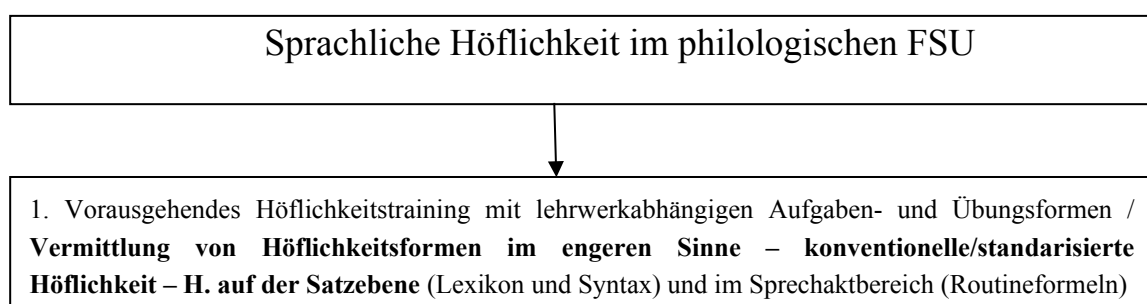 Sprachliche Höflichkeit im philologischen FSU
1. Vorausgehendes Höflichkeitstraining mit lehrwerkabhängigen Aufgaben- und Übungsformen /
Vermittlung von Höflichkeitsformen im engeren Sinne – konventionelle/standarisierte
Höflichkeit – H. auf der Satzebene (Lexikon und Syntax) und im Sprechaktbereich (Routineformeln)